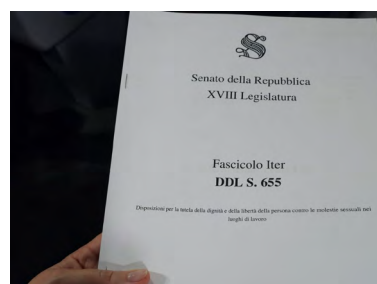 Senato della Repubblica
XVIII Legislatura
Fascicolo Iter
DDL S. 655
Disposizioni per la tutela della dignità e della libertà della persona contro le molestie sessuali nei
luoghi di lavoro